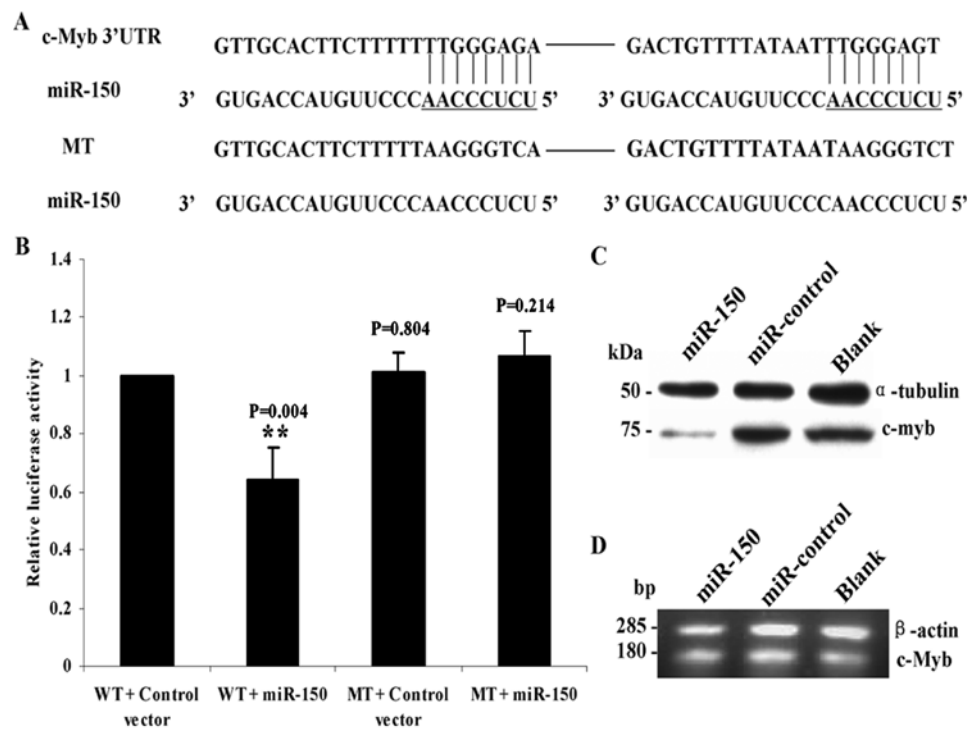 A
c-Myb 3'UTR GTTGCACTTCTTTTTTTGGGAGA GACTGTTTTATAATTTGGGAGT
miR-150 3' GUGACCAUGUUCCCAACCCUCU 5' GUGACCAUGUUCCCAACCCUCU 5'
MT GTTGCACTTCTTTTTAAGGGTCA GACTGTTTTATAATAAGGGTCT
miR-150 3' GUGACCAUGUUCCCAACCCUCU 5' 3' GUGACCAUGUUCCCAACCCUCU 5'
B
Relative luciferase activity
1.4
1.2
1
0.8
0.6
0.4
0.2
0
P=0.004
**
P=0.804
P=0.214
WT + Control vector
WT + miR-150
MT + Control vector
MT + miR-150
C
kDa
miR-150
miR-control
Blank
50 - α-tubulin
75 - c-myb
D
bp
miR-150
miR-control
Blank
285 - β-actin
180 - c-Myb